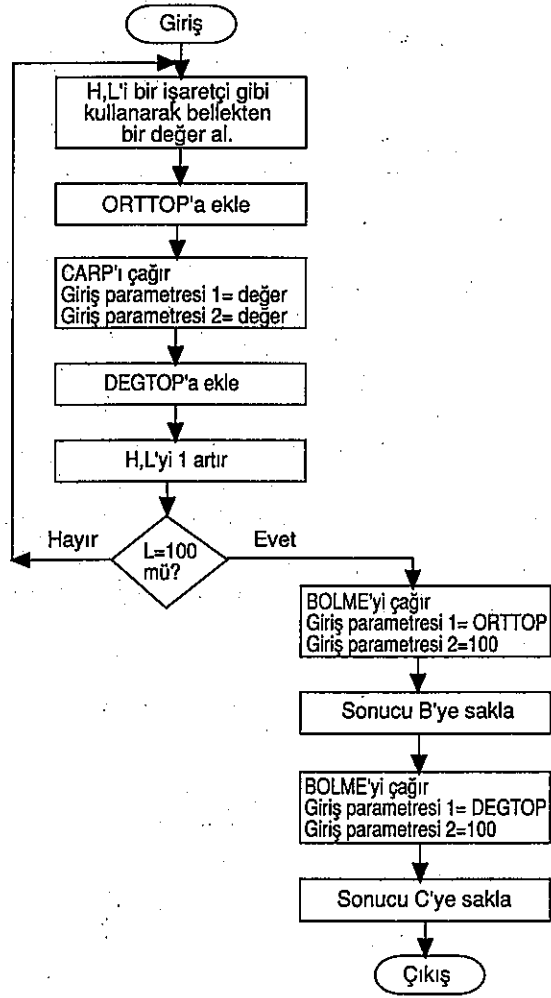 Giriş
H,L'i bir işaretçi gibi
kullanarak bellekten
bir değer al.
ORTTOP'a ekle
CARP'ı çağır
Giriş parametresi 1= değer
Giriş parametresi 2= değer
DEGTOP'a ekle
H,L'yi 1 artır
Hayır
L=100
mü?
Evet
BOLME'yi çağır
Giriş parametresi 1= ORTTOP
Giriş parametresi 2=100
Sonucu B'ye sakla
BOLME'yi çağır
Giriş parametresi 1= DEGTOP
Giriş parametresi 2=100
Sonucu C'ye sakla
Çıkış